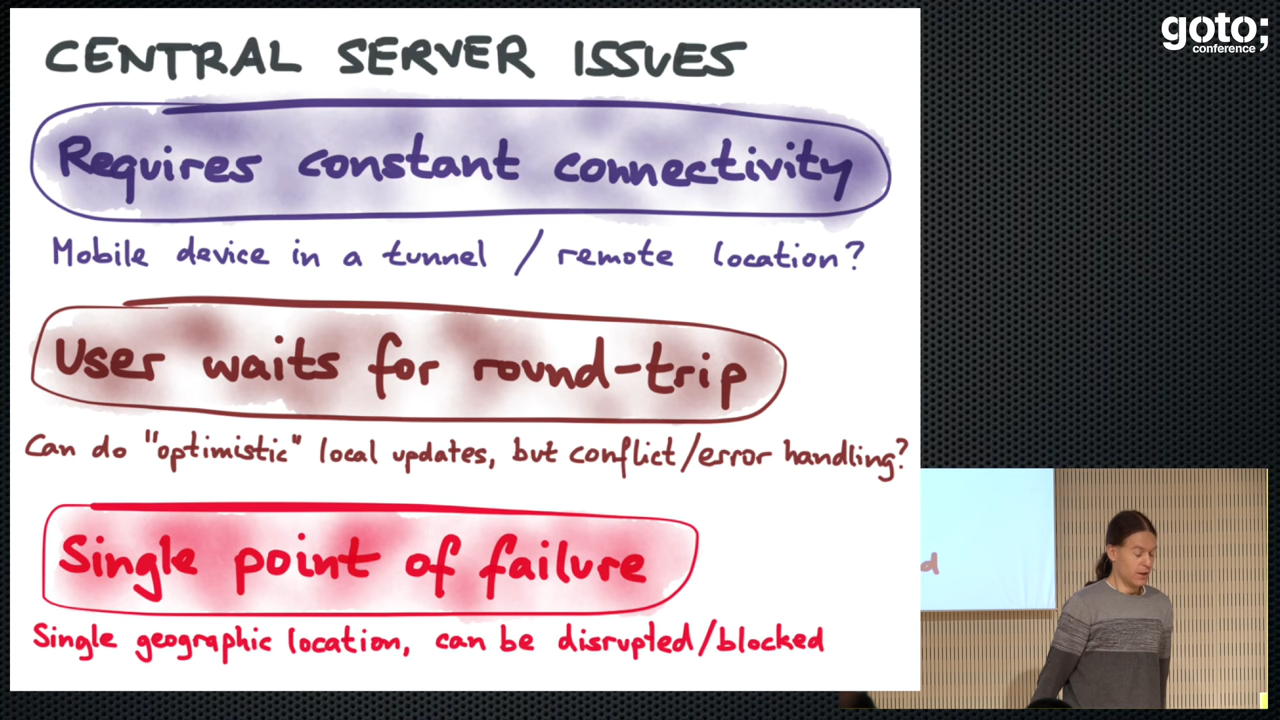 CENTRAL SERVER ISSUES
Requires constant connectivity
Mobile device in a tunnel / remote location?
User waits for round-trip
Can do "optimistic" local updates, but conflict/error handling?
Single point of failure
Single geographic location, can be disrupted/blocked
goto;
conference
d